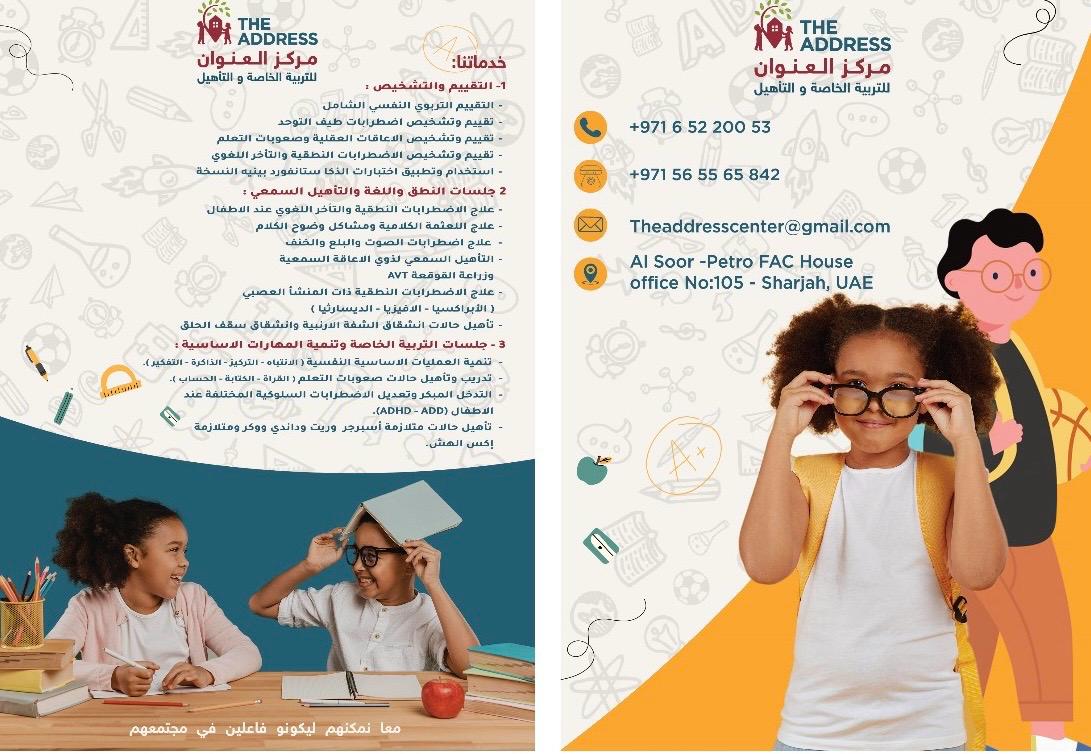 THE
ADDRESS
مركز العنوان
للتربية الخاصة و التأهيل
خدماتنا:
1- التقييم والتشخيص :
- التقييم التربوي النفسي الشامل
- تقييم وتشخيص اضطرابات طيف التوحد
- تقييم وتشخيص الاعاقات العقلية وصعوبات التعلم
- تقييم وتشخيص الاضطرابات النطقية والتأخر اللغوي
- استخدام وتطبيق اختبارات الذكا ستانفورد بينيه النسخة
2 جلسات النطق واللغة والتأهيل السمعي :
- علاج الاضطرابات النطقية والتأخر اللغوي عند الاطفال
- علاج اللعثمة الكلامية ومشاكل وضوح الكلام
- علاج اضطرابات الصوت والبلع والخنف
- التأهيل السمعي لذوي الاعاقة السمعية
وزراعة القوقعة AVT
- علاج الاضطرابات النطقية ذات المنشأ العصبي
( الأبراكسيا - الافيزيا - الديسارثيا )
- تأهيل حالات انشقاق الشفة الارنبية وانشقاق سقف الحلق
3 - جلسات التربية الخاصة وتنمية المهارات الاساسية :
- تنمية العمليات الاساسية النفسية ( الانتباه - التركيز - الذاكرة - التفكير ).
- تدريب وتأهيل حالات صعوبات التعلم ( القراة - الكتابة - الحساب ).
- التدخل المبكر وتعديل الاضطرابات السلوكية المختلفة عند
الاطفال (ADHD - ADD).
- تأهيل حالات متلازمة أسبرجر وريت وداندي ووكر ومتلازمة
إكس الهش.
معا نمكنهم ليكونو فاعلين في مجتمعهم
THE
ADDRESS
مركز العنوان
للتربية الخاصة و التأهيل
+971 6 52 200 53
+971 56 55 65 842
Theaddresscenter@gmail.com
Al Soor -Petro FAC House
office No:105 - Sharjah, UAE
A+